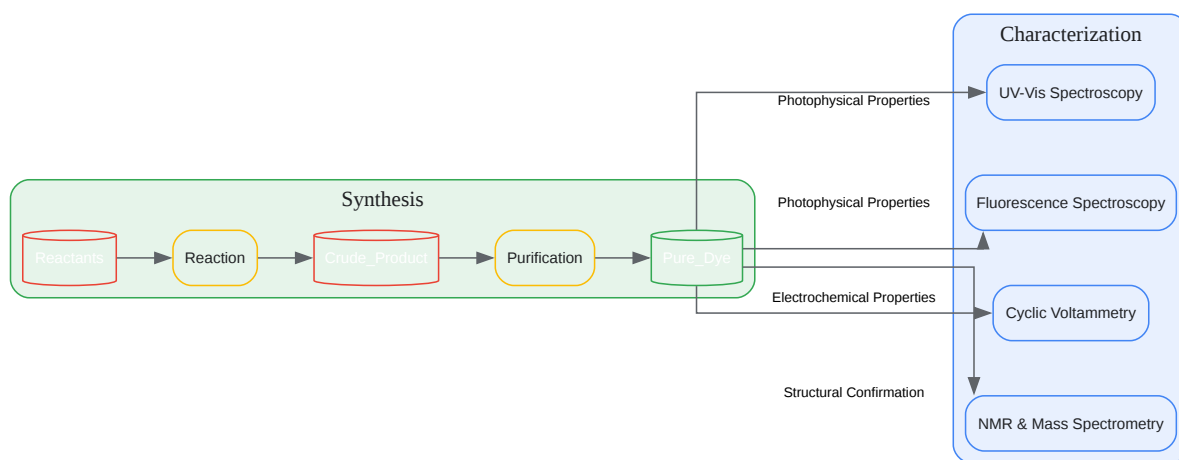 Characterization
UV-Vis Spectroscopy
Photophysical Properties
Synthesis
Photophysical Properties
Fluorescence Spectroscopy
Reactants
Reaction
Crude_Product
Purification
Pure_Dye
Electrochemical Properties
Cyclic Voltammetry
Structural Confirmation
NMR & Mass Spectrometry